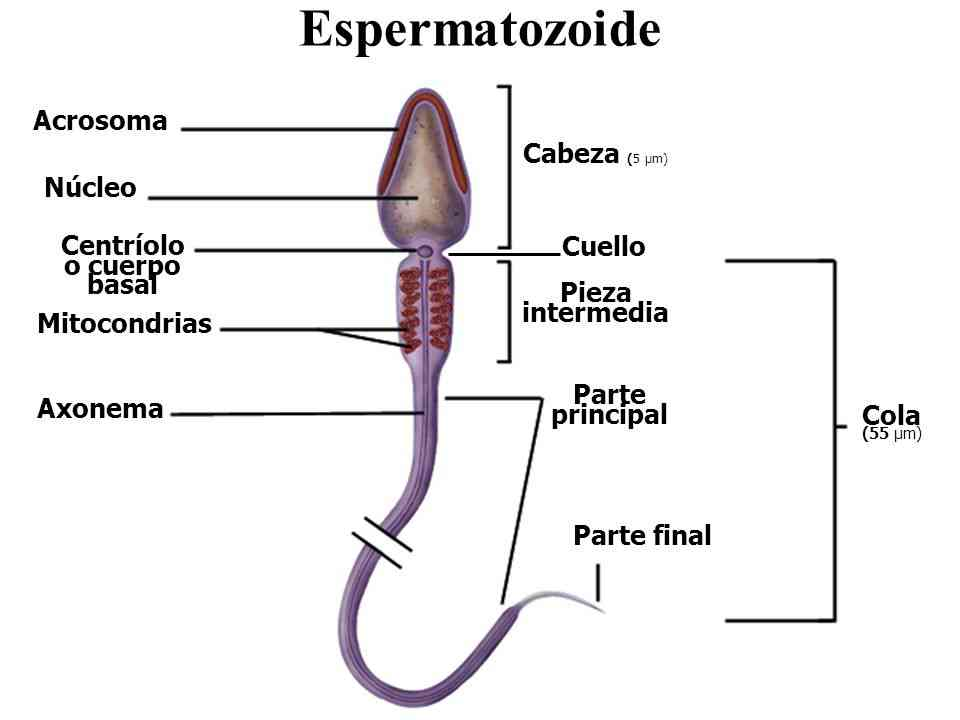 Espermatozoide
Acrosoma
Cabeza (5 µm)
Núcleo
Centríolo
o cuerpo
basal
Cuello
Pieza
intermedia
Mitocondrias
Parte
principal
Axonema
Cola
(55 µm)
Parte final